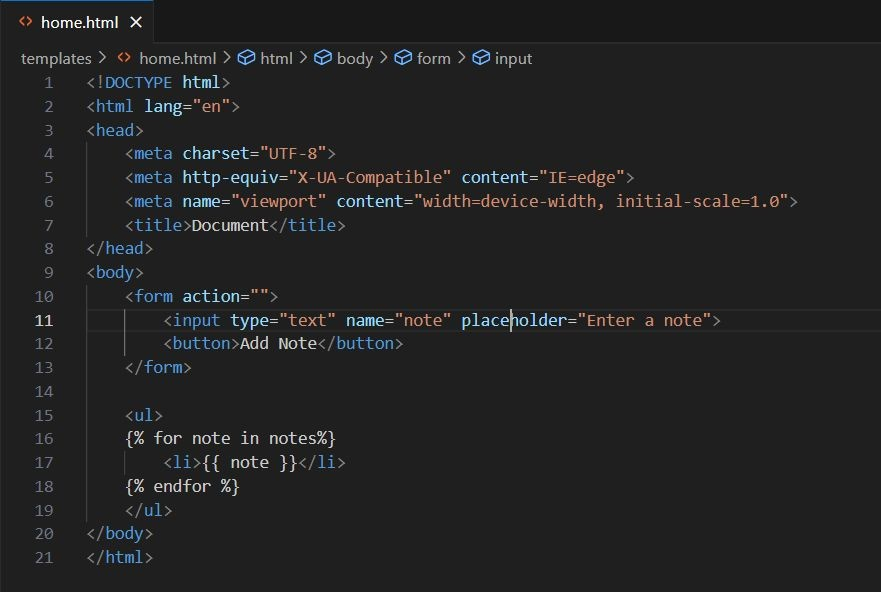 home.html
templates > home.html > html > body > form > input
1 <!DOCTYPE html>
2 <html lang="en">
3 <head>
4     <meta charset="UTF-8">
5     <meta http-equiv="X-UA-Compatible" content="IE=edge">
6     <meta name="viewport" content="width=device-width, initial-scale=1.0">
7     <title>Document</title>
8 </head>
9 <body>
10     <form action="">
11         <input type="text" name="note" placeholder="Enter a note">
12         <button>Add Note</button>
13     </form>
14
15     <ul>
16     {% for note in notes%}
17         <li>{{ note }}</li>
18     {% endfor %}
19     </ul>
20 </body>
21 </html>